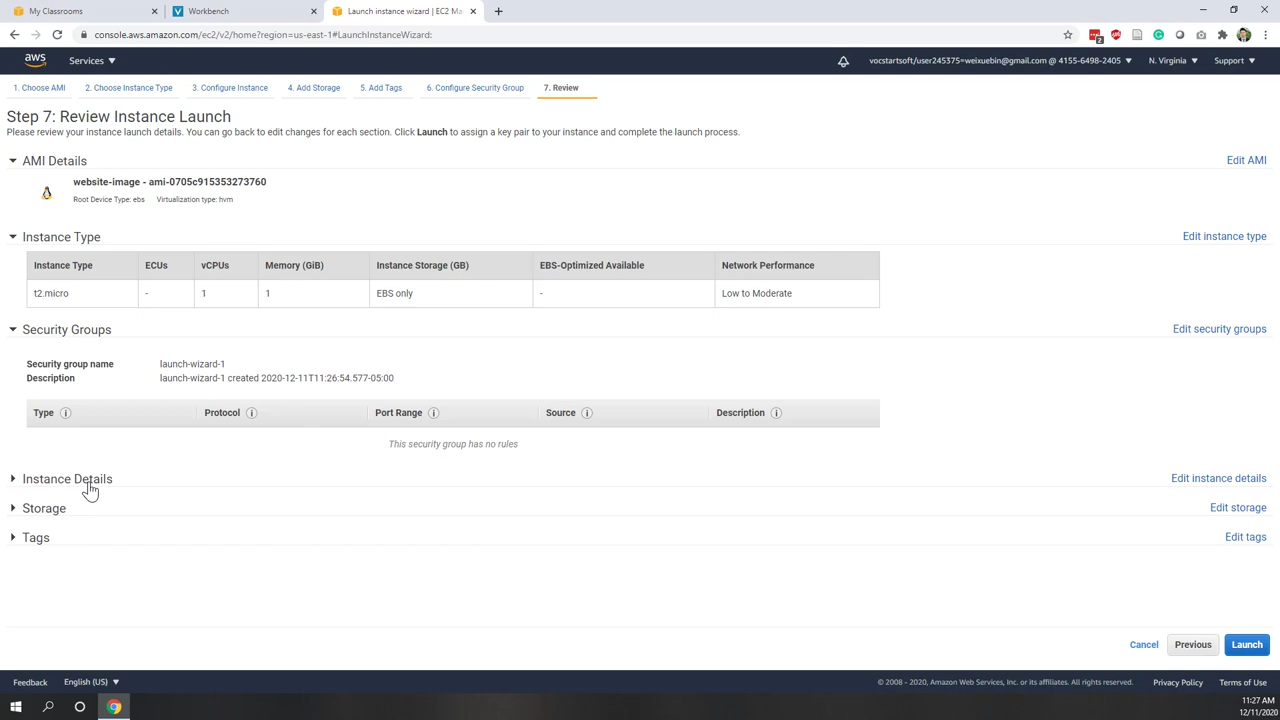 My Classrooms
Workbench
Launch instance wizard | EC2 Ma
console.aws.amazon.com/ec2/v2/home?region=us-east-1#LaunchInstanceWizard:
2
aws
Services
vocstartsoft/user245375=weixuebin@gmail.com @ 4155-6498-2405
N. Virginia
Support
1. Choose AMI
2. Choose Instance Type
3. Configure Instance
4. Add Storage
5. Add Tags
6. Configure Security Group
7. Review
Step 7: Review Instance Launch
Please review your instance launch details. You can go back to edit changes for each section. Click Launch to assign a key pair to your instance and complete the launch process.
AMI Details
Edit AMI
website-image - ami-0705c915353273760
Root Device Type: ebs Virtualization type: hvm
Instance Type
Edit instance type
Instance Type ECUs vCPUs Memory (GiB) Instance Storage (GB) EBS-Optimized Available Network Performance
t2.micro - 1 1 EBS only - Low to Moderate
Security Groups
Edit security groups
Security group name launch-wizard-1
Description launch-wizard-1 created 2020-12-11T11:26:54.577-05:00
Type i Protocol i Port Range i Source i Description i
This security group has no rules
Instance Details
Edit instance details
Storage
Edit storage
Tags
Edit tags
Cancel
Previous
Launch
Feedback
English (US)
© 2008 - 2020, Amazon Web Services, Inc. or its affiliates. All rights reserved.
Privacy Policy
Terms of Use
11:27 AM
12/11/2020